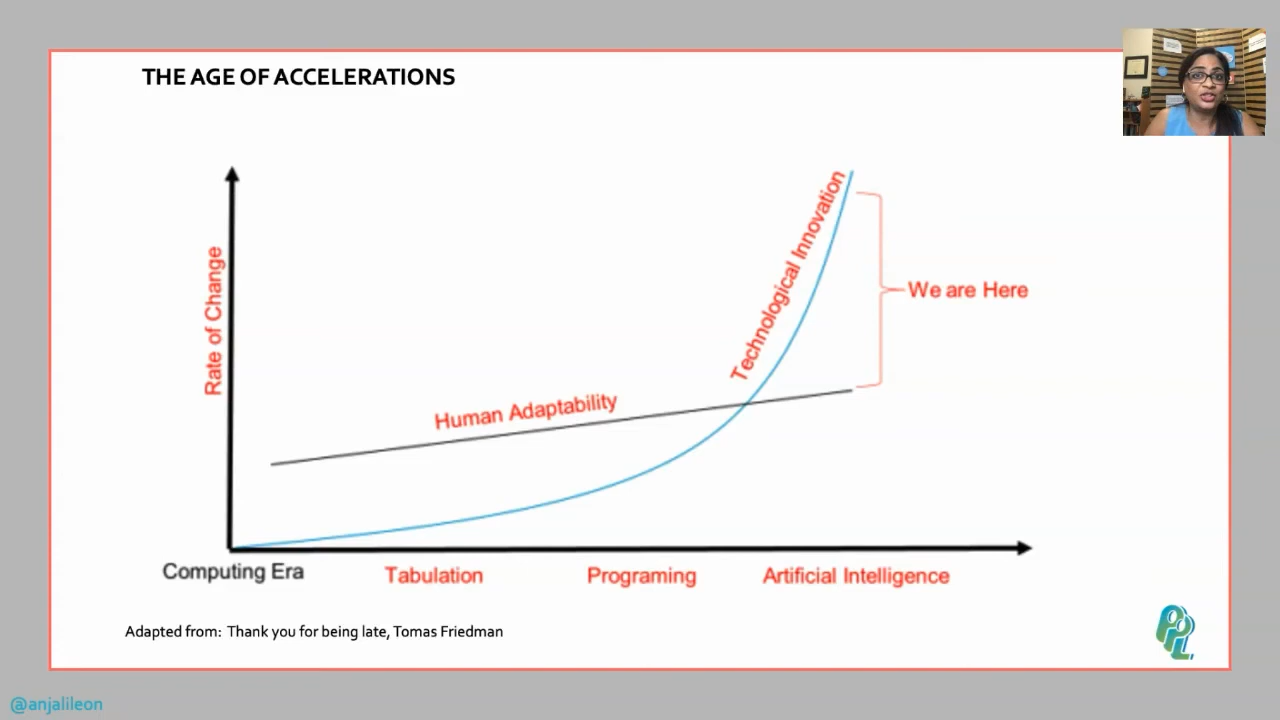 THE AGE OF ACCELERATIONS
Rate of Change
Human Adaptability
Technological Innovation
We are Here
Computing Era
Tabulation
Programing
Artificial Intelligence
Adapted from: Thank you for being late, Tomas Friedman
PPL
@anjalileon